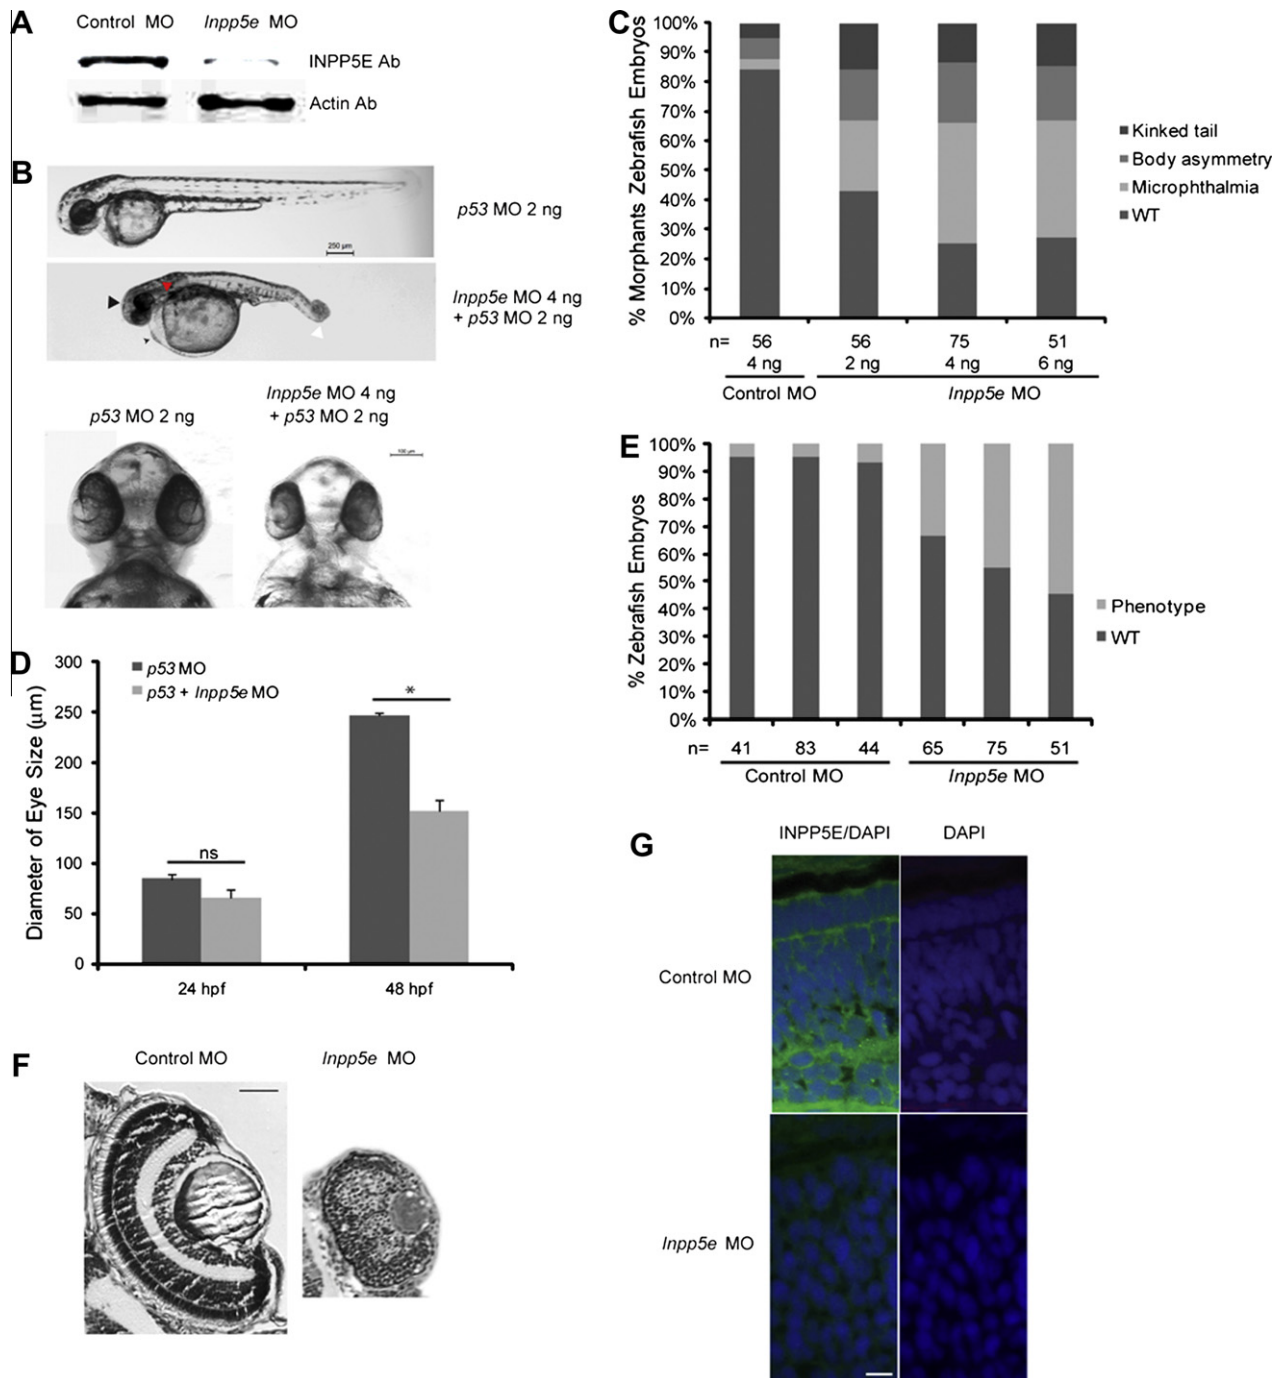 A
Control MO Inpp5e MO
INPP5E Ab
Actin Ab
B
p53 MO 2 ng
250 µm
Inpp5e MO 4 ng
+ p53 MO 2 ng
p53 MO 2 ng
Inpp5e MO 4 ng
+ p53 MO 2 ng
100 µm
C
% Morphants Zebrafish Embryos
100%
90%
80%
70%
60%
50%
40%
30%
20%
10%
0%
Kinked tail
Body asymmetry
Microphthalmia
WT
n= 56 56 75 51
4 ng 2 ng 4 ng 6 ng
Control MO Inpp5e MO
D
Diameter of Eye Size (µm)
300
250
200
150
100
50
0
p53 MO
p53 + Inpp5e MO
ns
*
24 hpf 48 hpf
E
% Zebrafish Embryos
100%
90%
80%
70%
60%
50%
40%
30%
20%
10%
0%
Phenotype
WT
n= 41 83 44 65 75 51
Control MO Inpp5e MO
F
Control MO Inpp5e MO
G
INPP5E/DAPI DAPI
Control MO
Inpp5e MO